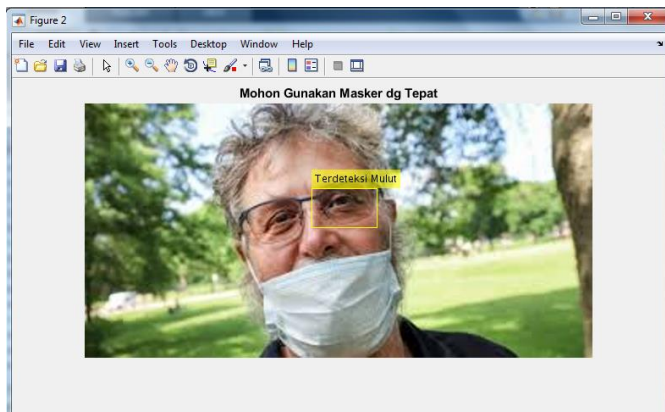 Figure 2
File Edit View Insert Tools Desktop Window Help
Mohon Gunakan Masker dg Tepat
Terdeteksi Mulut